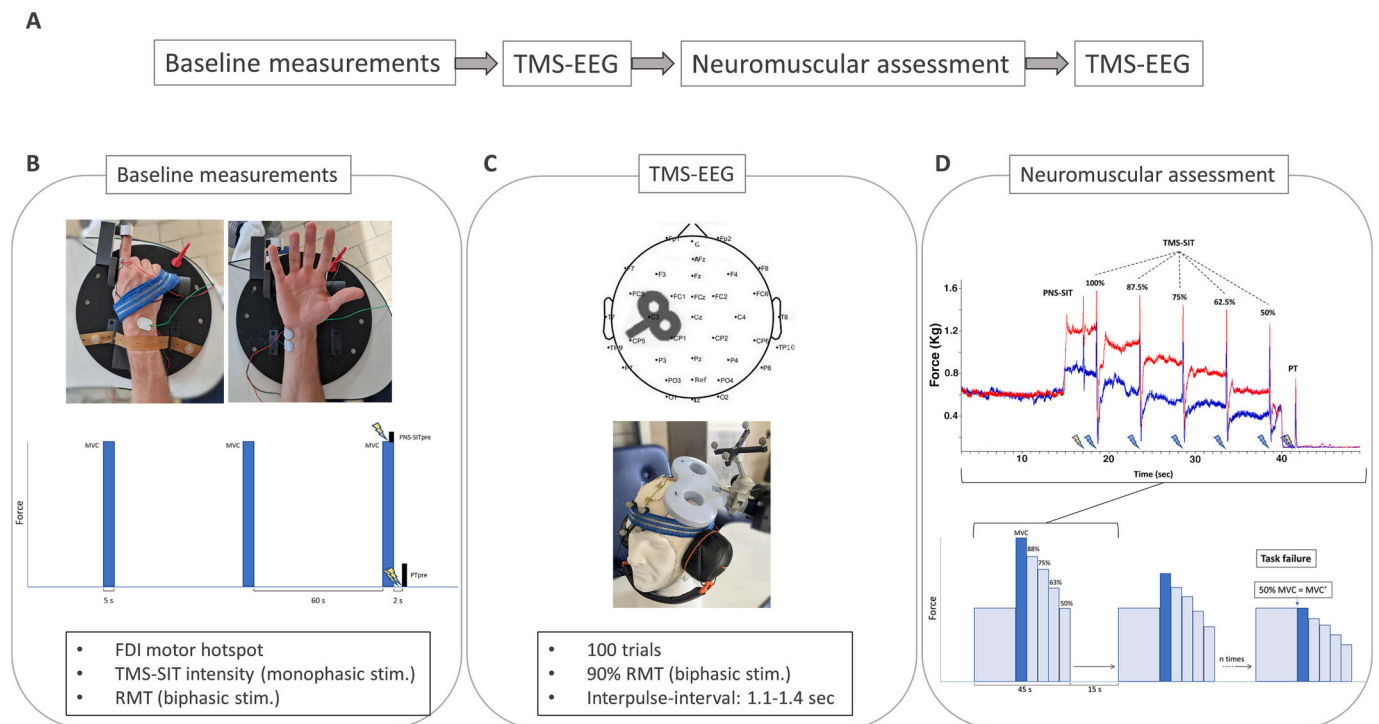 A
Baseline measurements
TMS-EEG
Neuromuscular assessment
TMS-EEG
B
Baseline measurements
MVC
MVC
MVC
PNS-SITpre
PTpre
Force
5 s
60 s
2 s
• FDI motor hotspot
• TMS-SIT intensity (monophasic stim.)
• RMT (biphasic stim.)
C
TMS-EEG
Fp1
Fp2
G
AFz
F7
F3
Fz
F4
F8
FC5
FC1
FCz
FC2
FC6
T7
C3
Cz
C4
T8
TP9
CP5
CP1
CP2
CP6
TP10
P7
P3
Pz
P4
P8
PO3
Ref
PO4
O1
Iz
O2
• 100 trials
• 90% RMT (biphasic stim.)
• Interpulse-interval: 1.1-1.4 sec
D
Neuromuscular assessment
TMS-SIT
PNS-SIT
100%
87.5%
75%
62.5%
50%
PT
Force (Kg)
1.6
1.2
0.8
0.4
10
20
30
40
Time (sec)
MVC
88%
75%
63%
50%
Task failure
50% MVC = MVC'
Force
n times
45 s
15 s